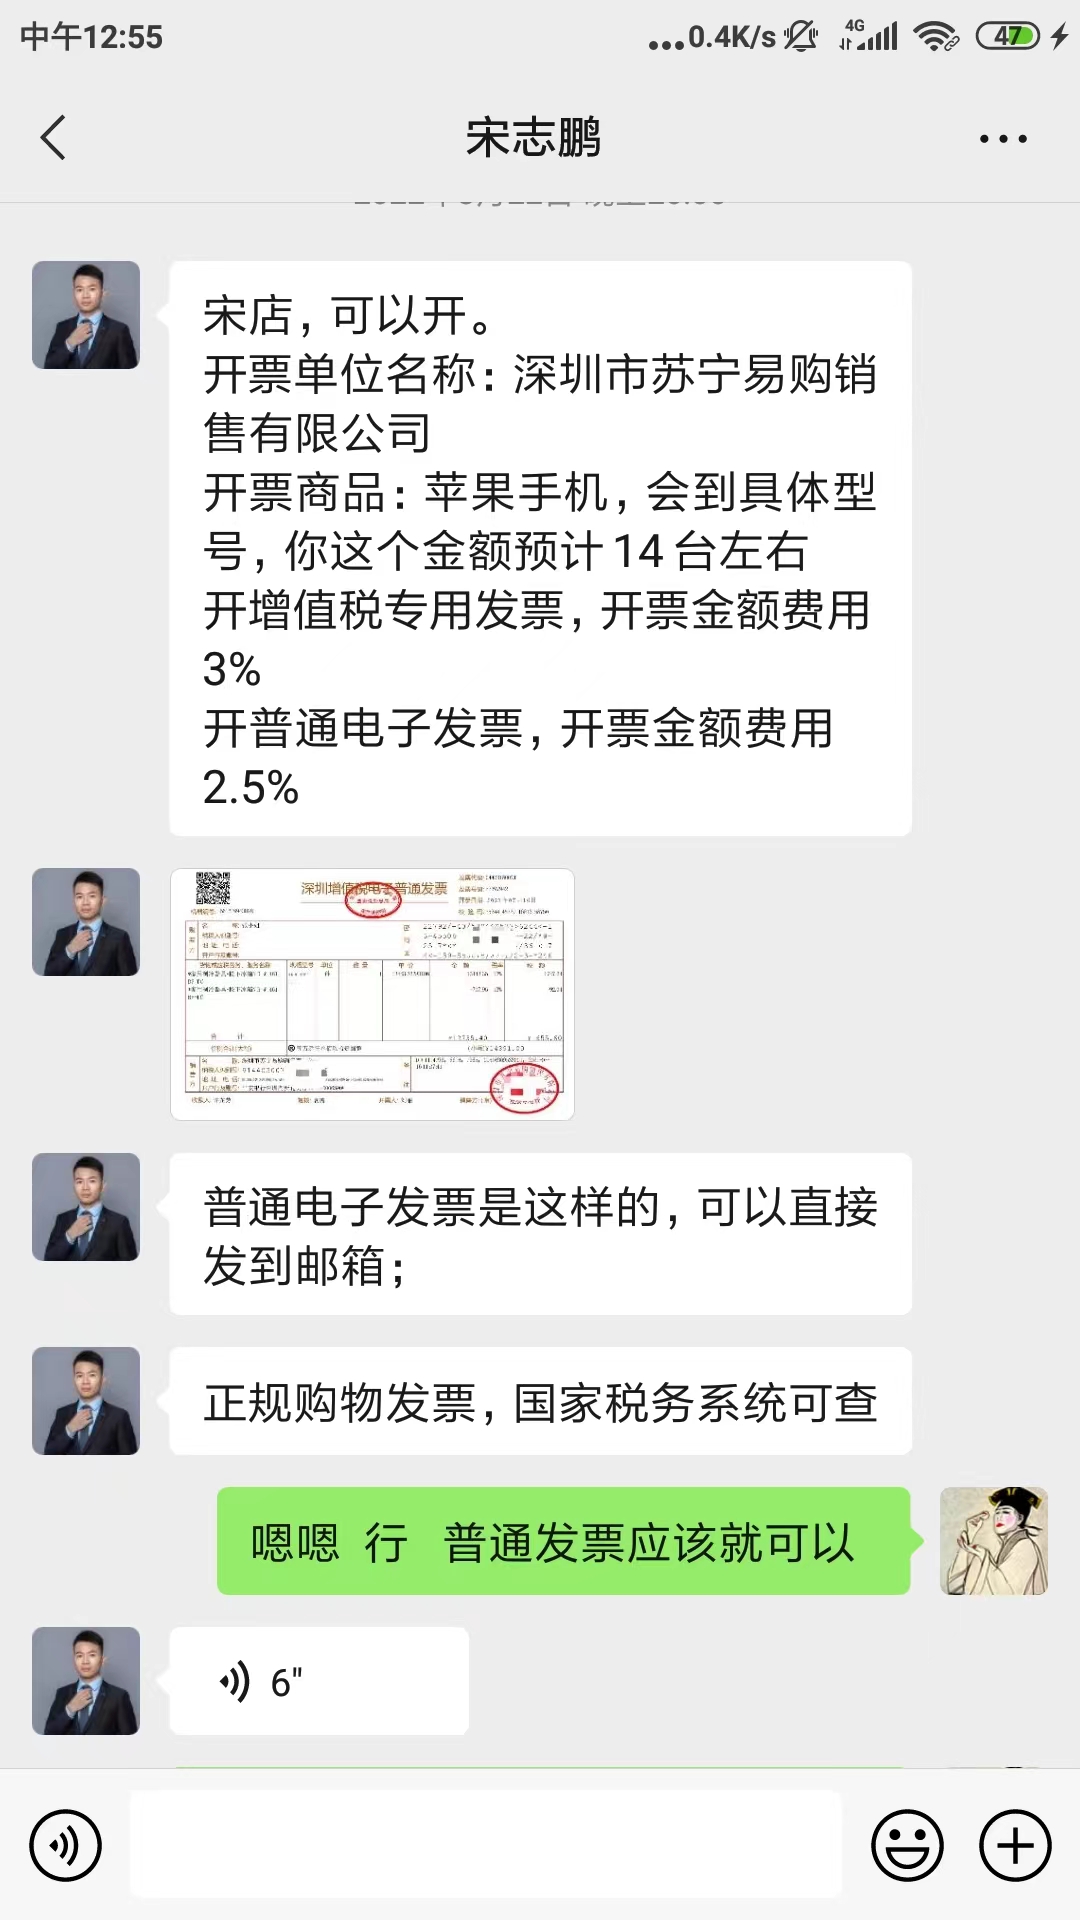 中午12:55
...0.4K/s
4G
47
宋志鹏
宋店，可以开。
开票单位名称：深圳市苏宁易购销
售有限公司
开票商品：苹果手机，会到具体型
号，你这个金额预计14台左右
开增值税专用发票，开票金额费用
3%
开普通电子发票，开票金额费用
2.5%
深圳增值税电子普通发票
普通电子发票是这样的，可以直接
发到邮箱；
正规购物发票，国家税务系统可查
嗯嗯 行 普通发票应该就可以
6"